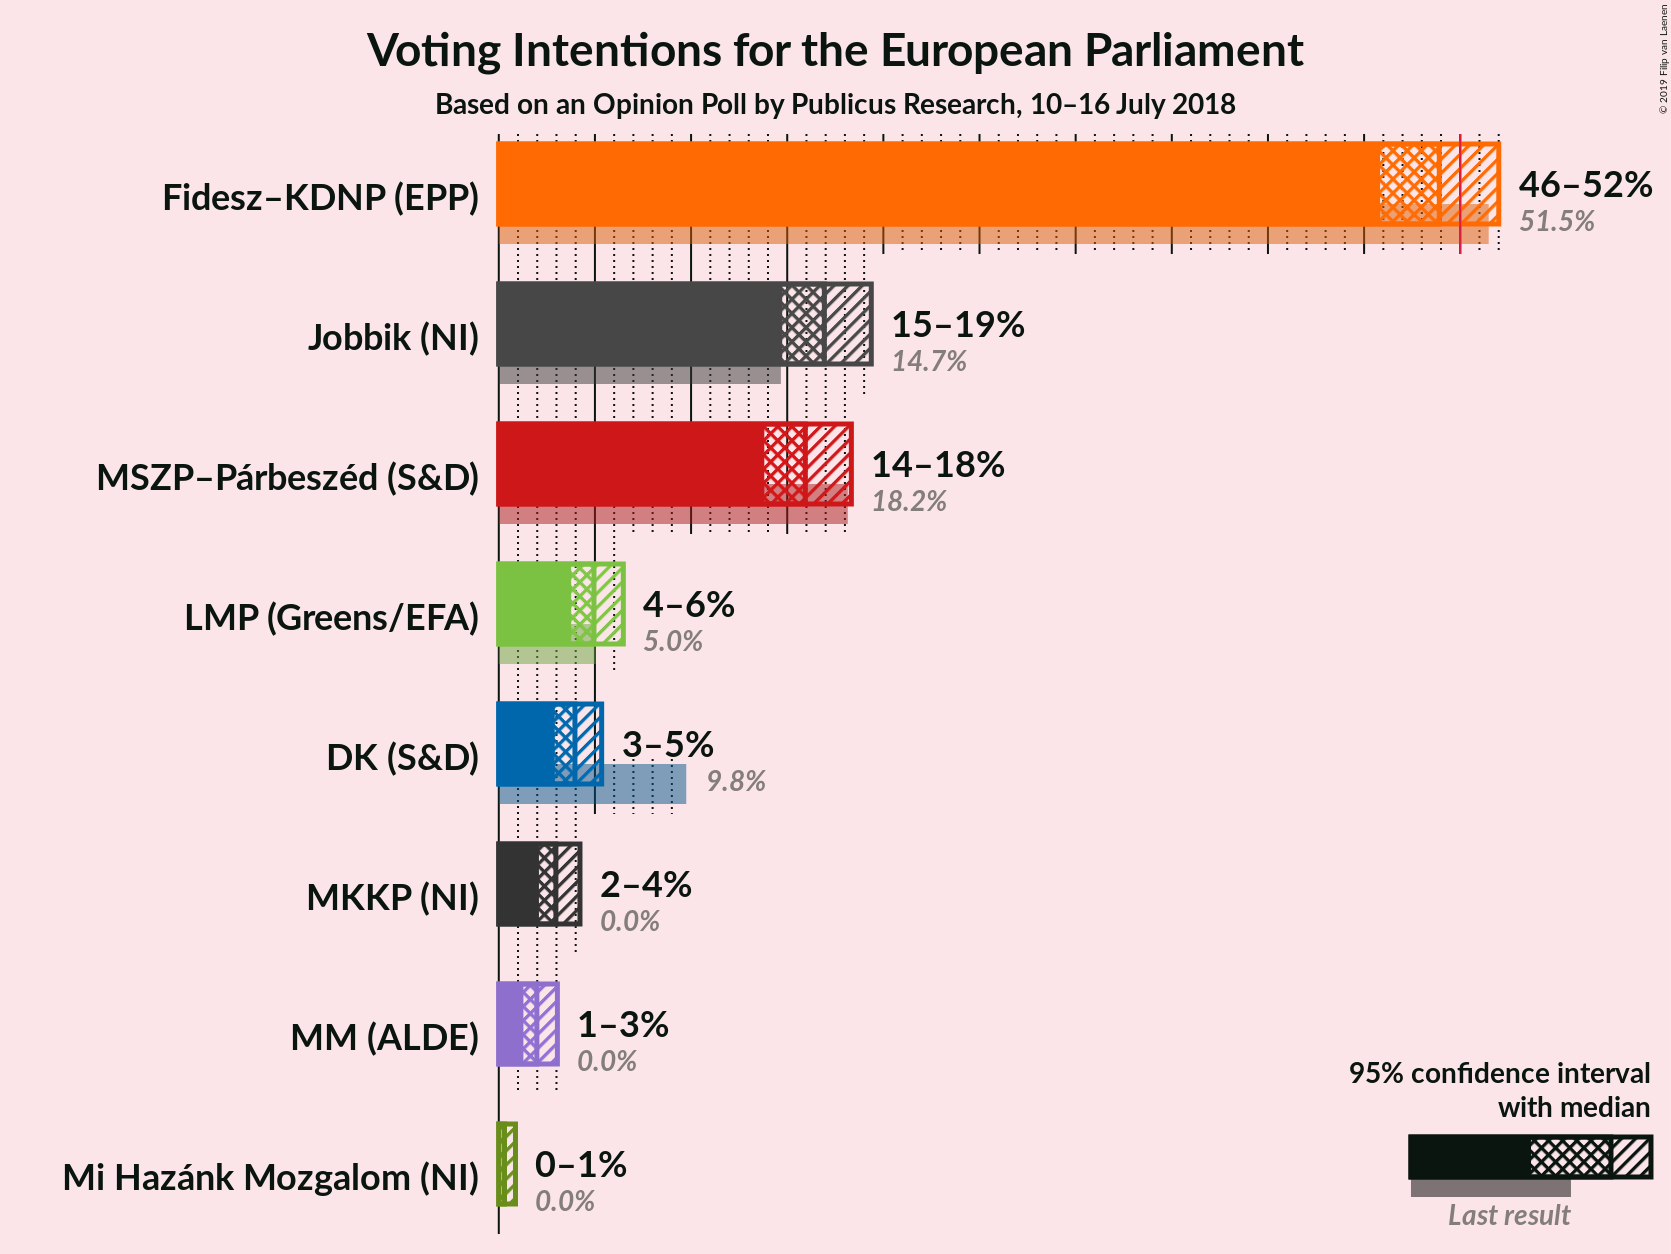 Voting Intentions for the European Parliament
Based on an Opinion Poll by Publicus Research, 10–16 July 2018
© 2019 Filip van Laenen
Fidesz–KDNP (EPP)
46–52%
51.5%
Jobbik (NI)
15–19%
14.7%
MSZP–Párbeszéd (S&D)
14–18%
18.2%
LMP (Greens/EFA)
4–6%
5.0%
DK (S&D)
3–5%
9.8%
MKKP (NI)
2–4%
0.0%
MM (ALDE)
1–3%
0.0%
Mi Hazánk Mozgalom (NI)
0–1%
0.0%
95% confidence interval
with median
Last result